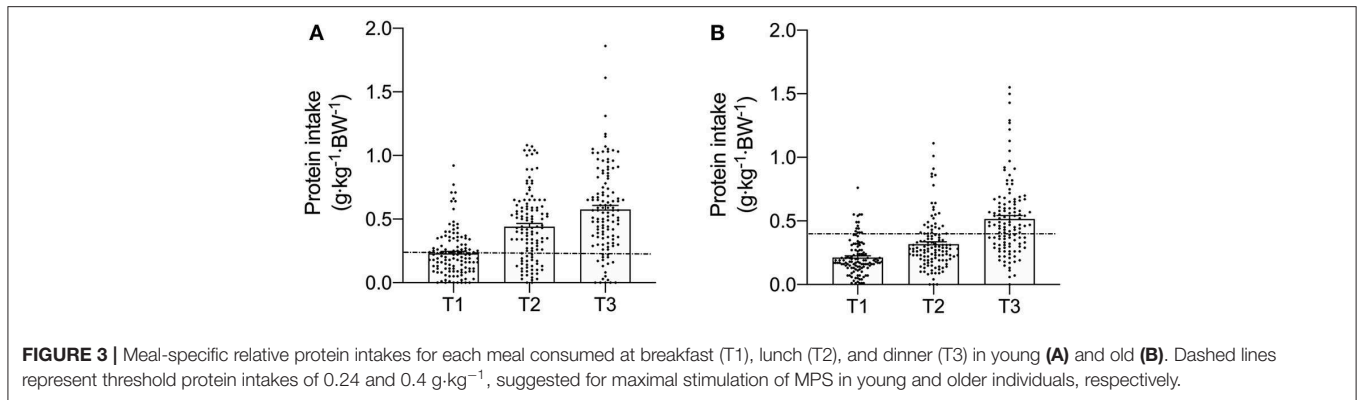 A
2.0
1.5
1.0
0.5
0.0
Protein intake
(g·kg⁻¹·BW⁻¹)
T1 T2 T3
B
2.0
1.5
1.0
0.5
0.0
Protein intake
(g·kg⁻¹·BW⁻¹)
T1 T2 T3
FIGURE 3 | Meal-specific relative protein intakes for each meal consumed at breakfast (T1), lunch (T2), and dinner (T3) in young (A) and old (B). Dashed lines
represent threshold protein intakes of 0.24 and 0.4 g·kg⁻¹, suggested for maximal stimulation of MPS in young and older individuals, respectively.